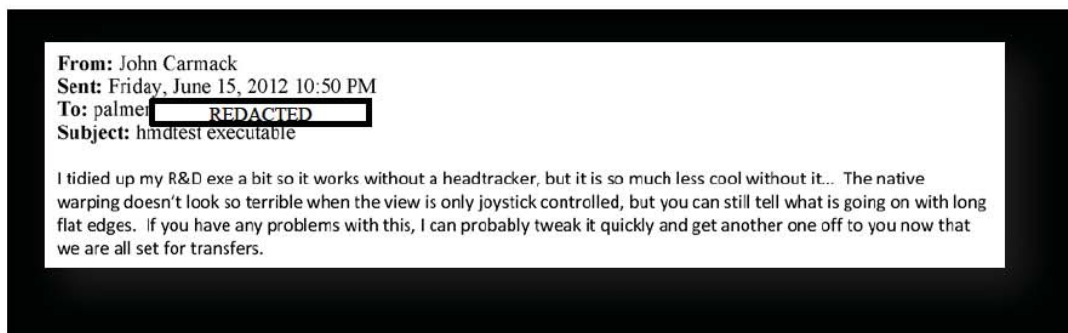 From: John Carmack
Sent: Friday, June 15, 2012 10:50 PM
To: palmer REDACTED
Subject: hmdtest executable
I tidied up my R&D exe a bit so it works without a headtracker, but it is so much less cool without it... The native
warping doesn't look so terrible when the view is only joystick controlled, but you can still tell what is going on with long
flat edges. If you have any problems with this, I can probably tweak it quickly and get another one off to you now that
we are all set for transfers.